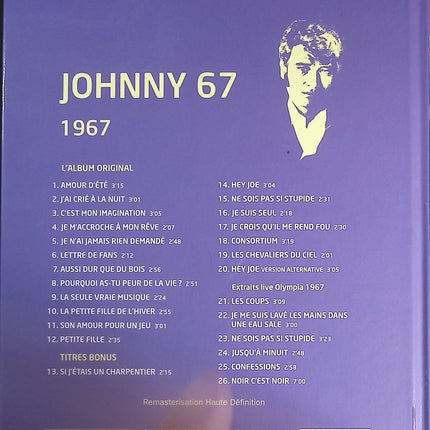 JOHNNY 67
1967
L'ALBUM ORIGINAL
1. AMOUR D'ÉTÉ 3'15
2. J'AI CRIÉ À LA NUIT 3'01
3. C'EST MON IMAGINATION 3'05
4. JE M'ACCROCHE À MON RÊVE 2'07
5. JE N'AI JAMAIS RIEN DEMANDÉ 2'48
6. LETTRE DE FANS 2'12
7. AUSSI DUR QUE DU BOIS 2'56
8. POURQUOI AS-TU PEUR DE LA VIE ? 2'51
9. LA SEULE VRAIE MUSIQUE 2'24
10. LA PETITE FILLE DE L'HIVER 2'55
11. SON AMOUR POUR UN JEU 3'01
12. PETITE FILLE 2'35
TITRES BONUS
13. SI J'ÉTAIS UN CHARPENTIER 2'15
14. HEY JOE 3'04
15. NE SOIS PAS SI STUPIDE 2'31
16. JE SUIS SEUL 2'18
17. JE CROIS QU'IL ME REND FOU 2'30
18. CONSORTIUM 3'19
19. LES CHEVALIERS DU CIEL 2'01
20. HEY JOE VERSION ALTERNATIVE 3'05
Extraits live Olympia 1967
21. LES COUPS 3'09
22. JE ME SUIS LAVÉ LES MAINS DANS
UNE EAU SALE 3'00
23. NE SOIS PAS SI STUPIDE 3'23
24. JUSQU'À MINUIT 2'48
25. CONFESSIONS 2'58
26. NOIR C'EST NOIR 7'00
Remasterisation Haute Définition